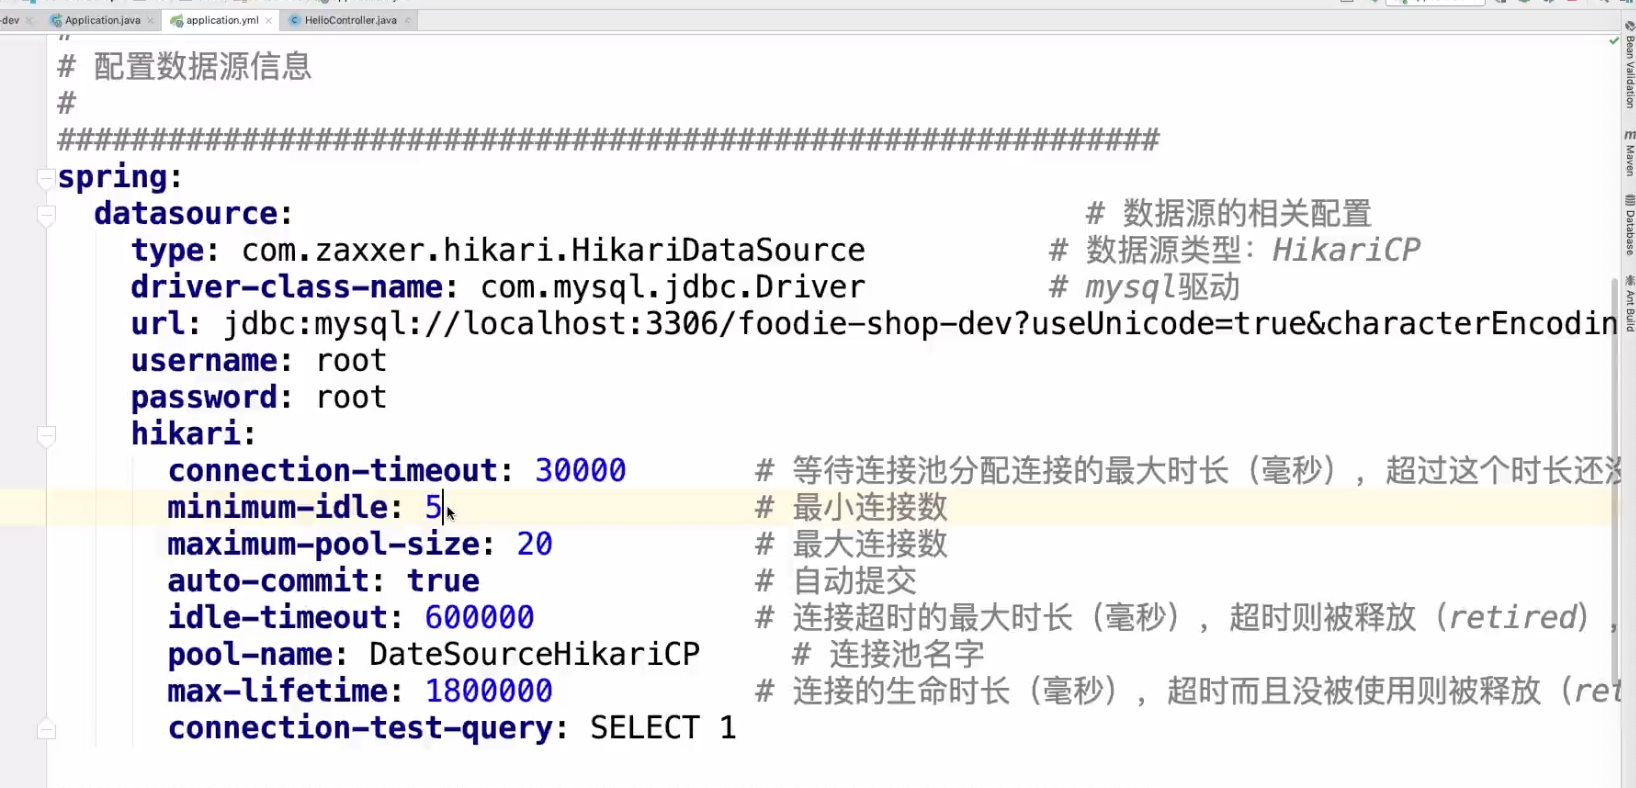 -dev
Application.java
application.yml
HelloController.java
# 配置数据源信息
#
############################################################
spring:
datasource: # 数据源的相关配置
type: com.zaxxer.hikari.HikariDataSource # 数据源类型：HikariCP
driver-class-name: com.mysql.jdbc.Driver # mysql驱动
url: jdbc:mysql://localhost:3306/foodie-shop-dev?useUnicode=true&characterEncodin
username: root
password: root
hikari:
connection-timeout: 30000 # 等待连接池分配连接的最大时长（毫秒），超过这个时长还没
minimum-idle: 5 # 最小连接数
maximum-pool-size: 20 # 最大连接数
auto-commit: true # 自动提交
idle-timeout: 600000 # 连接超时的最大时长（毫秒），超时则被释放（retired），
pool-name: DateSourceHikariCP # 连接池名字
max-lifetime: 1800000 # 连接的生命时长（毫秒），超时而且没被使用则被释放（ret
connection-test-query: SELECT 1
Bean Validation
Maven
Database
Ant Build